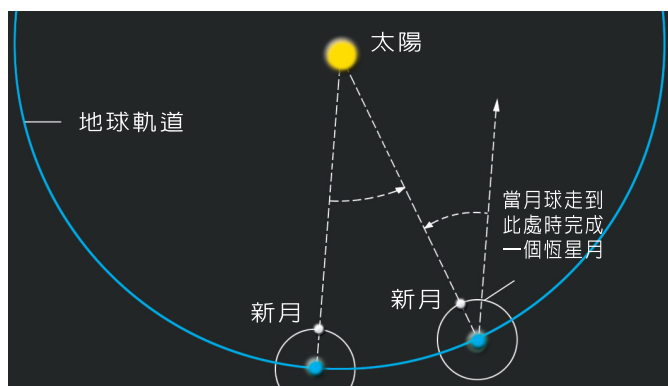 太陽
地球軌道
當月球走到
此處時完成
一個恆星月
新月
新月